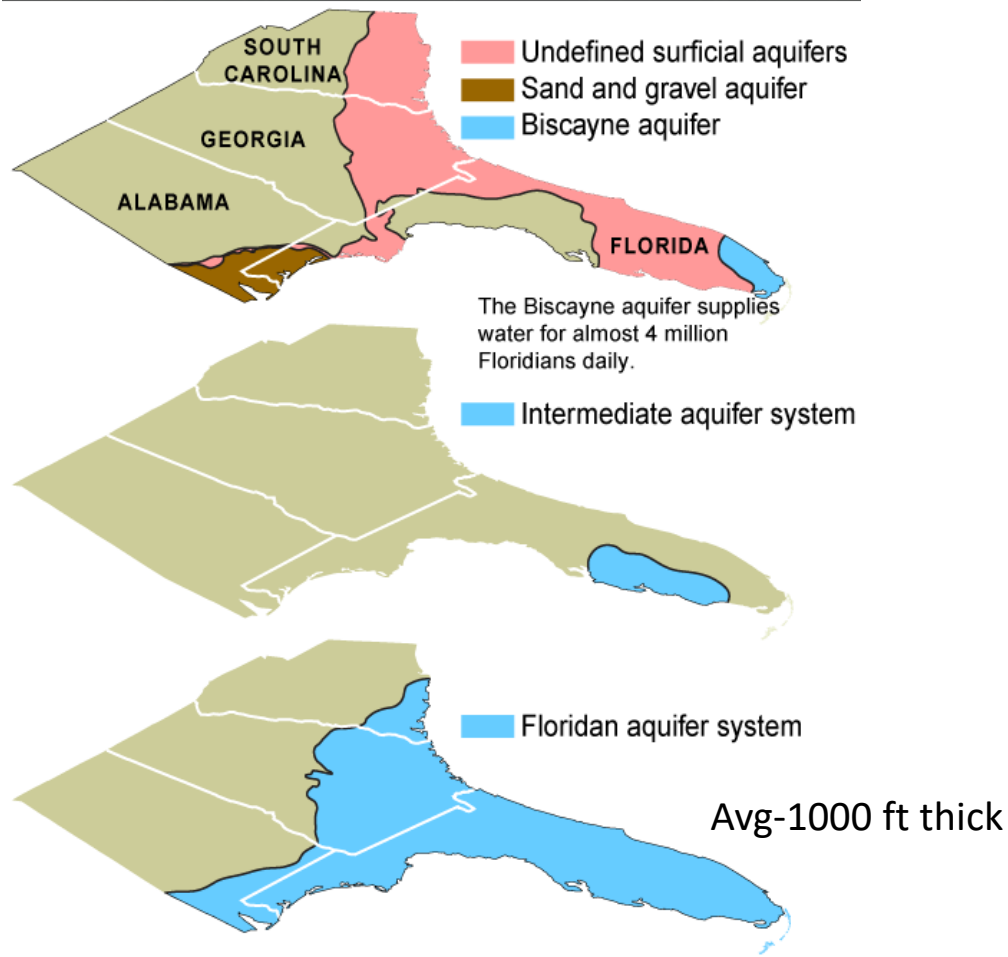 SOUTH
CAROLINA
GEORGIA
ALABAMA
FLORIDA
Undefined surficial aquifers
Sand and gravel aquifer
Biscayne aquifer
The Biscayne aquifer supplies
water for almost 4 million
Floridians daily.
Intermediate aquifer system
Floridan aquifer system
Avg-1000 ft thick